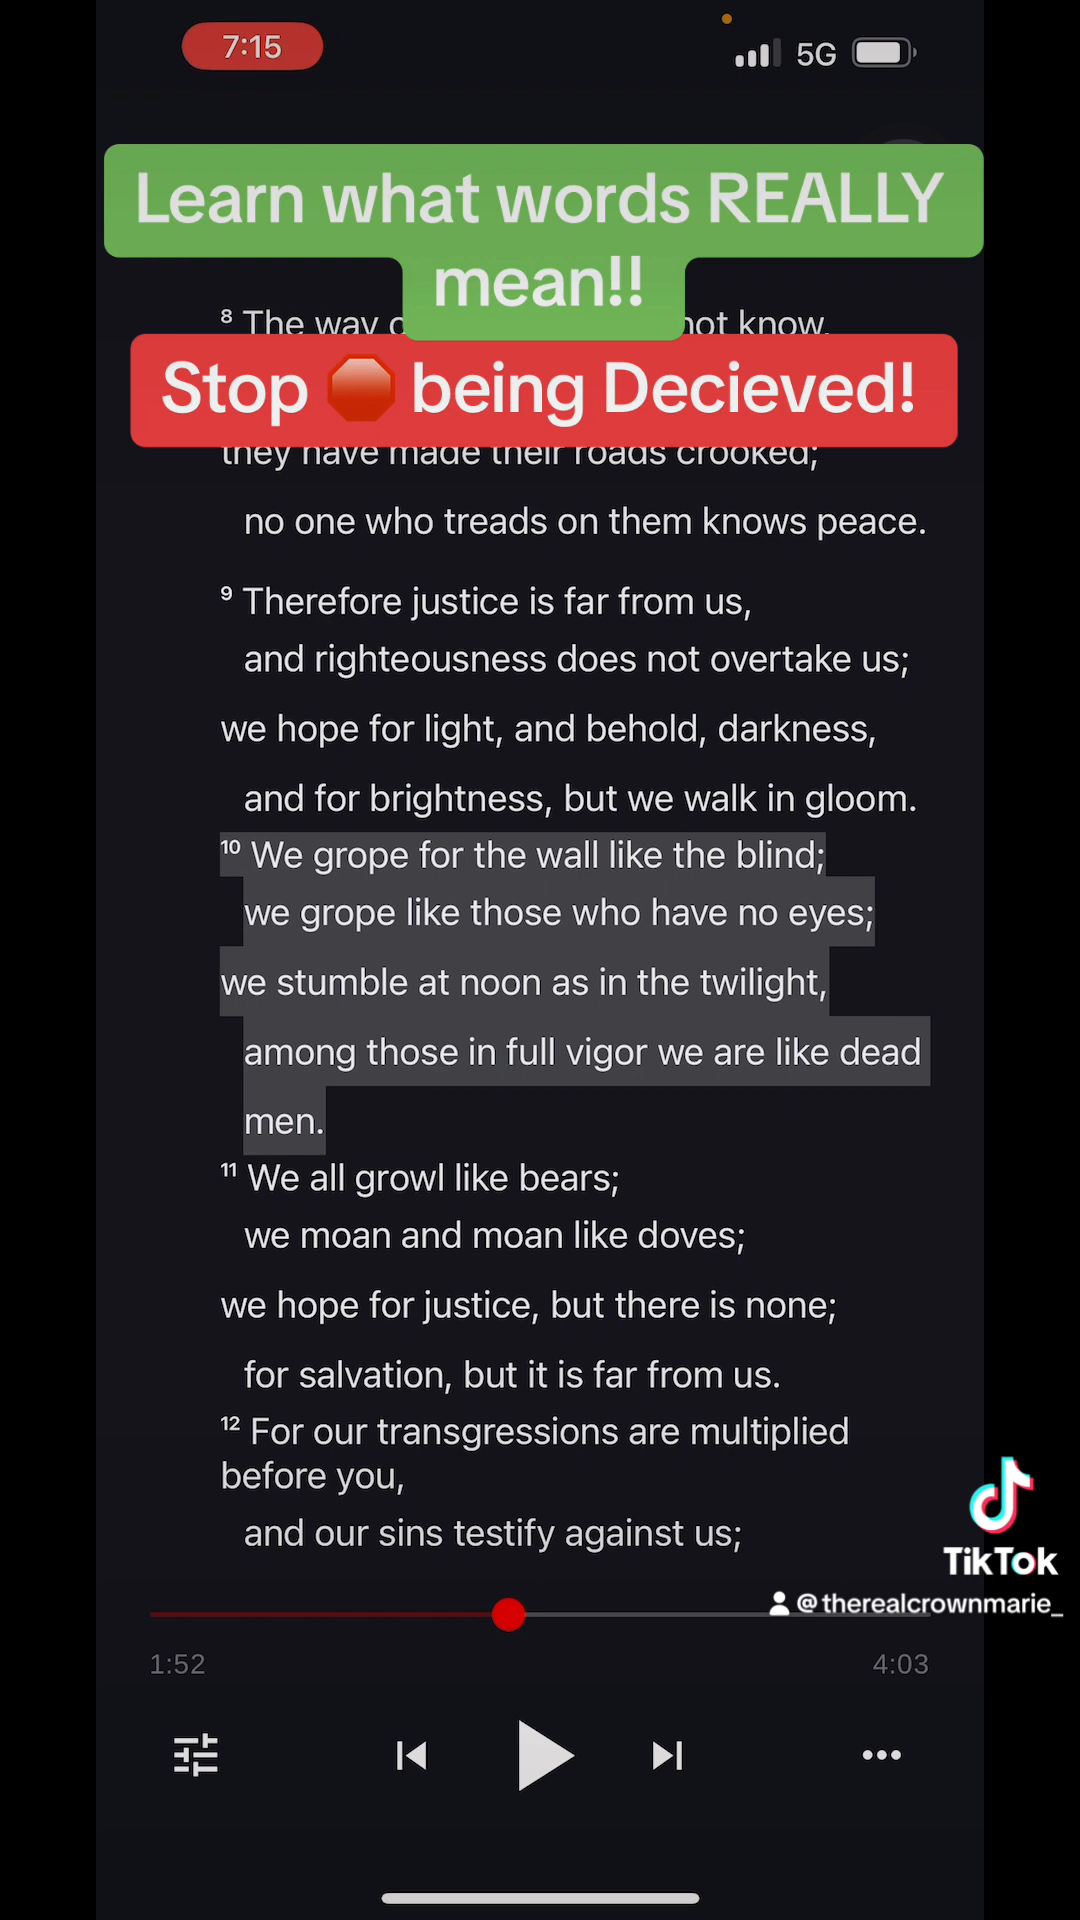 7:15
5G
Learn what words REALLY
mean!!
8 The way not know,
Stop 🛑 being Decieved!
they have made their roads crooked;
no one who treads on them knows peace.
9 Therefore justice is far from us,
and righteousness does not overtake us;
we hope for light, and behold, darkness,
and for brightness, but we walk in gloom.
10 We grope for the wall like the blind;
we grope like those who have no eyes;
we stumble at noon as in the twilight,
among those in full vigor we are like dead
men.
11 We all growl like bears;
we moan and moan like doves;
we hope for justice, but there is none;
for salvation, but it is far from us.
12 For our transgressions are multiplied
before you,
and our sins testify against us;
TikTok
@therealcrownmarie_
1:52
4:03